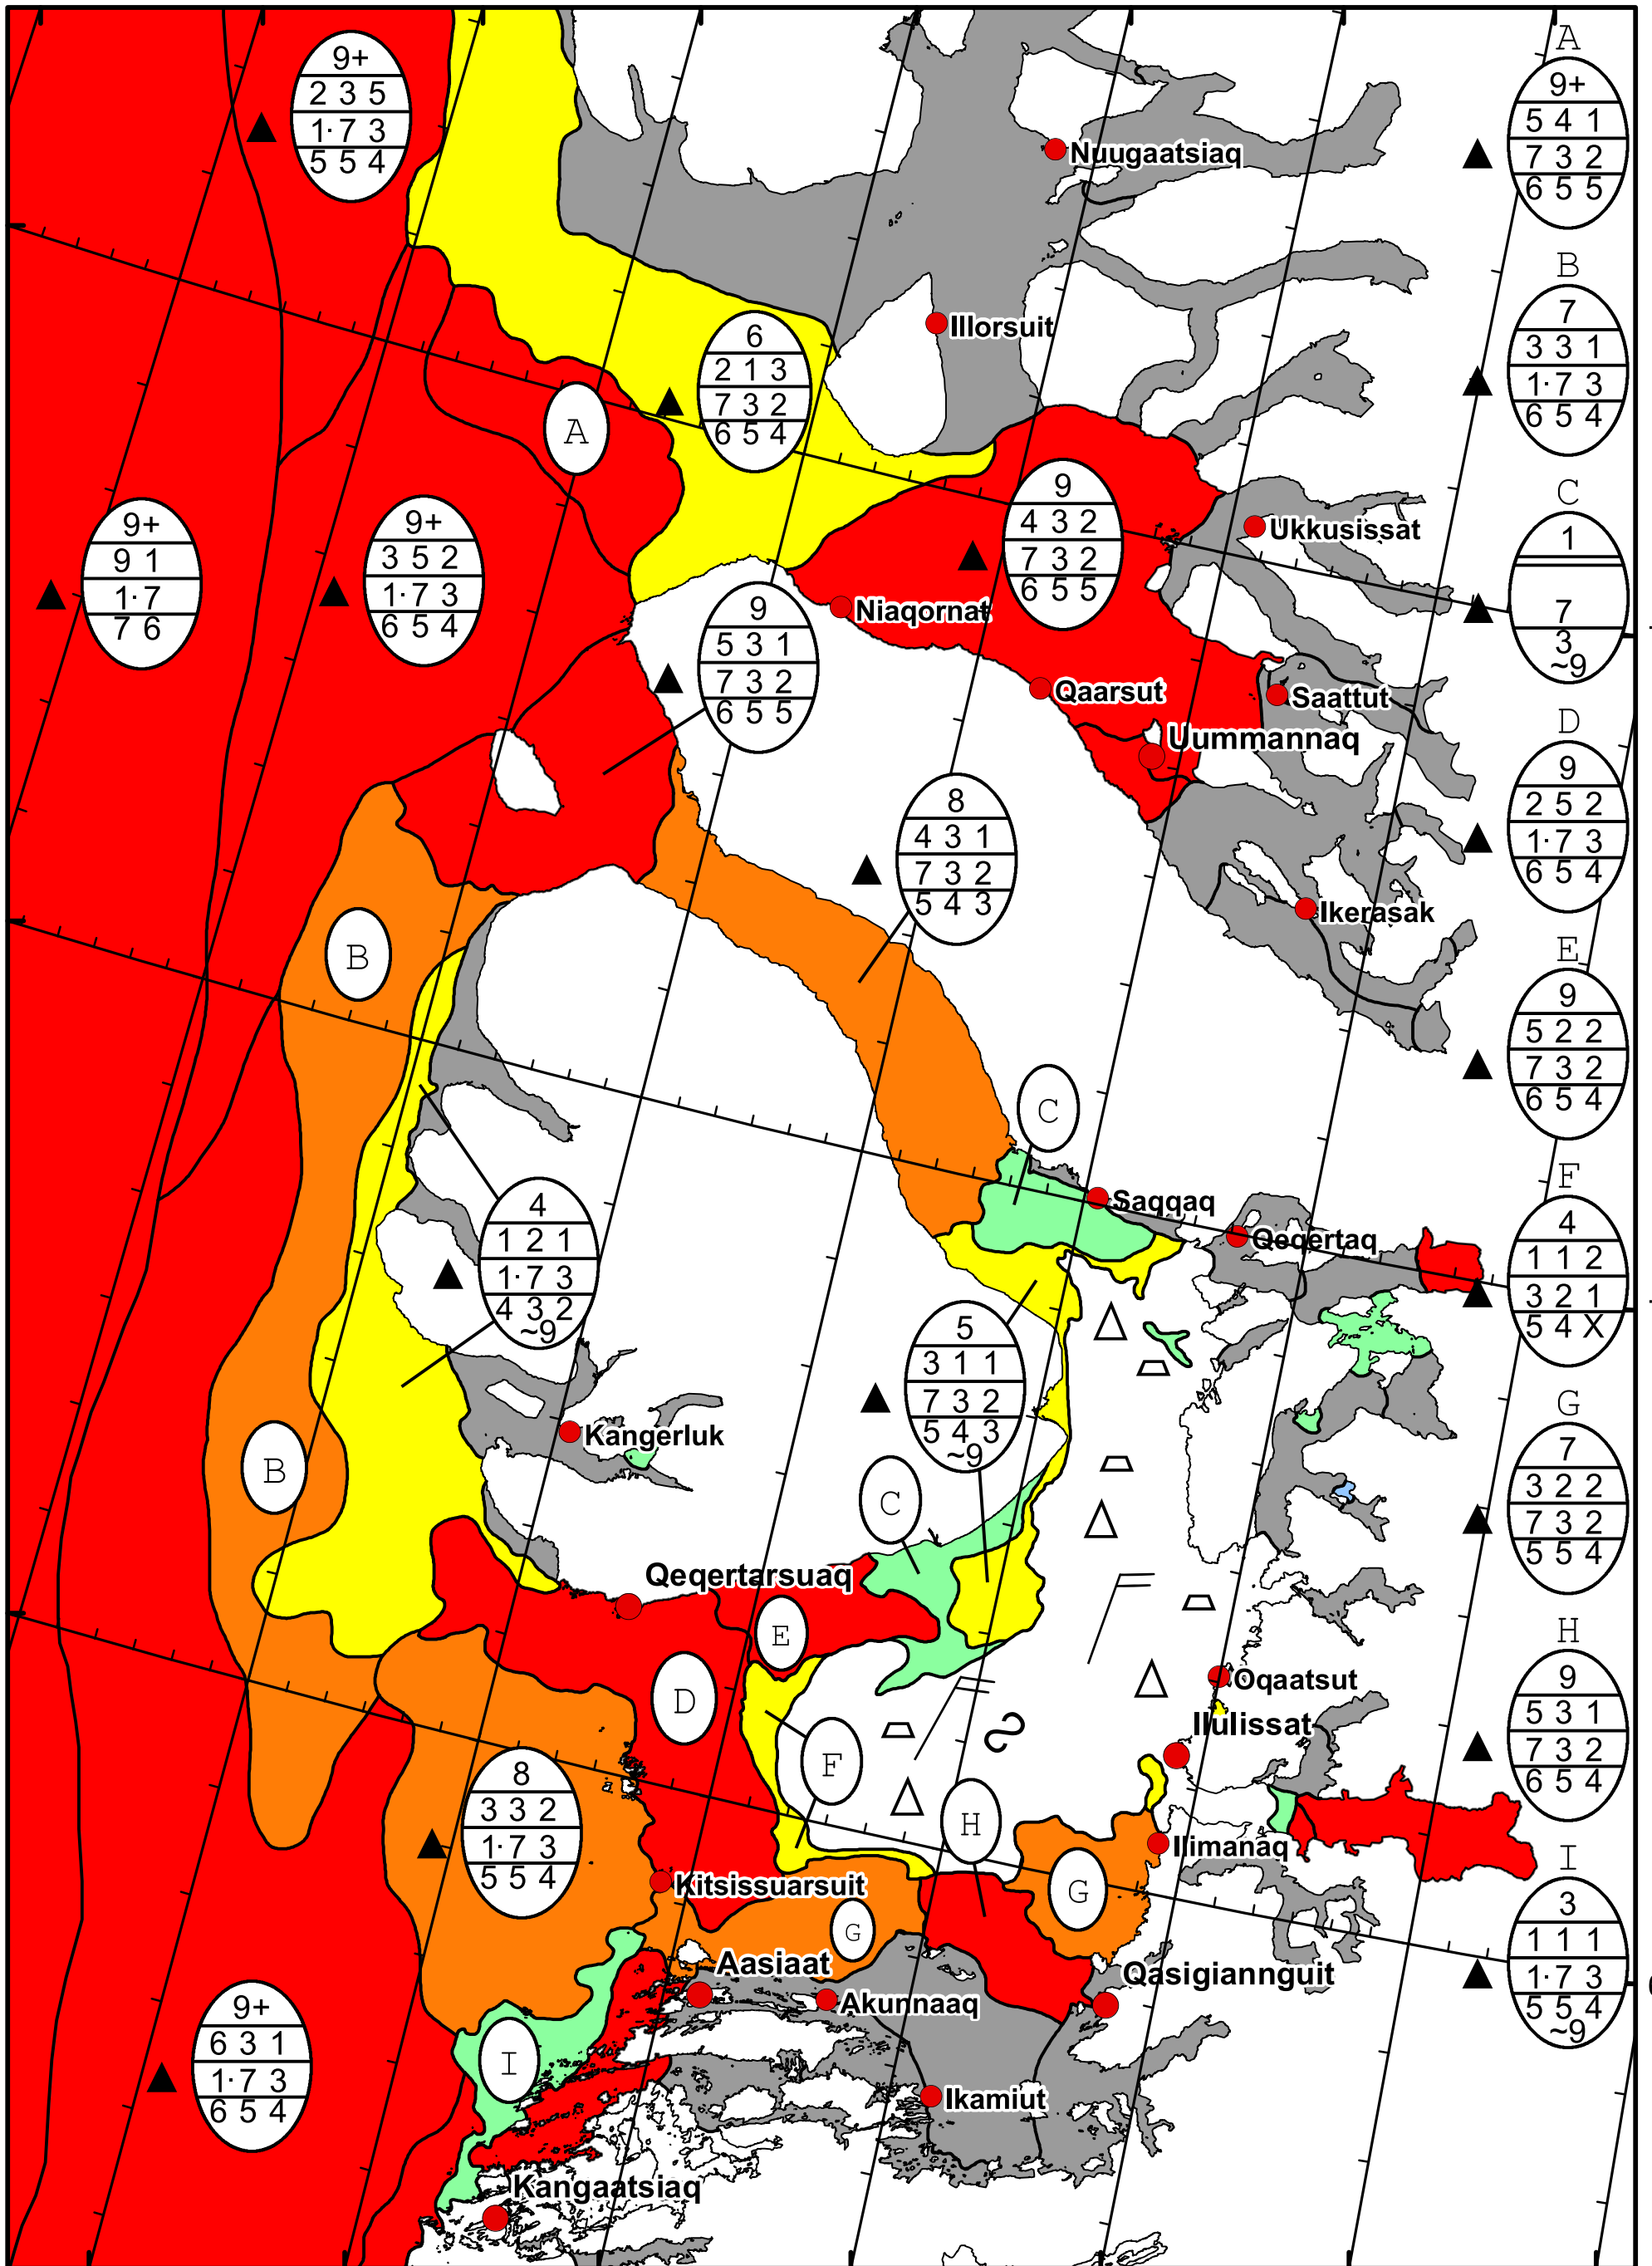 A
9+
2 3 5
1· 7 3
5 5 4
9+
5 4 1
7 3 2
6 5 5
Nuugaatsiaq
B
7
3 3 1
1· 7 3
6 5 4
Illorsuit
6
2 1 3
7 3 2
6 5 4
A
C
1
7
3
~9
9
4 3 2
7 3 2
6 5 5
9+
9 1
1· 7
7 6
9+
3 5 2
1· 7 3
6 5 4
Ukkusissat
Niaqornat
9
5 3 1
7 3 2
6 5 5
Qaarsut
Saattut
Uummannaq
D
9
2 5 2
1· 7 3
6 5 4
8
4 3 1
7 3 2
5 4 3
Ikerasak
B
E
9
5 2 2
7 3 2
6 5 4
C
Saqqaq
Qeqertaq
F
4
1 1 2
3 2 1
5 4 X
4
1 2 1
1· 7 3
4 3 2
~9
5
3 1 1
7 3 2
5 4 3
~9
Kangerluk
B
C
G
7
3 2 2
7 3 2
5 5 4
Qeqertarsuaq
E
D
H
9
5 3 1
7 3 2
6 5 4
Oqaatsut
Ilulissat
F
8
3 3 2
1· 7 3
5 5 4
H
Ilimanaq
G
Kitsissuarsuit
G
I
3
1 1 1
1· 7 3
5 5 4
~9
Aasiaat
Qasigiannguit
Akunnaaq
I
9+
6 3 1
1· 7 3
6 5 4
Ikamiut
Kangaatsiaq